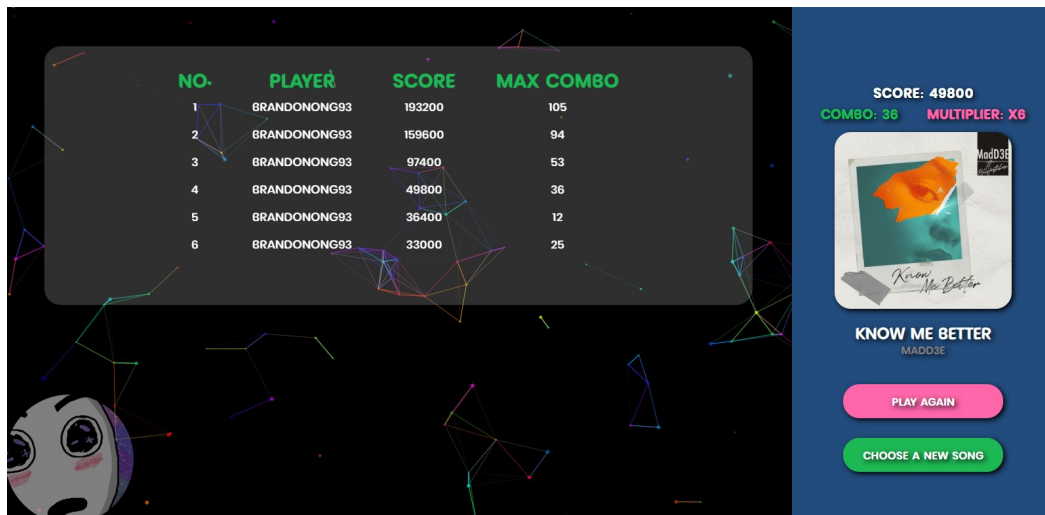 NO. PLAYER SCORE MAX COMBO
1 BRANDONONG93 193200 105
2 BRANDONONG93 159600 94
3 BRANDONONG93 97400 53
4 BRANDONONG93 49800 36
5 BRANDONONG93 36400 12
6 BRANDONONG93 33000 25
SCORE: 49800
COMBO: 36 MULTIPLIER: X6
MadD3E
Know
Me Better
KNOW ME BETTER
MADD3E
PLAY AGAIN
CHOOSE A NEW SONG